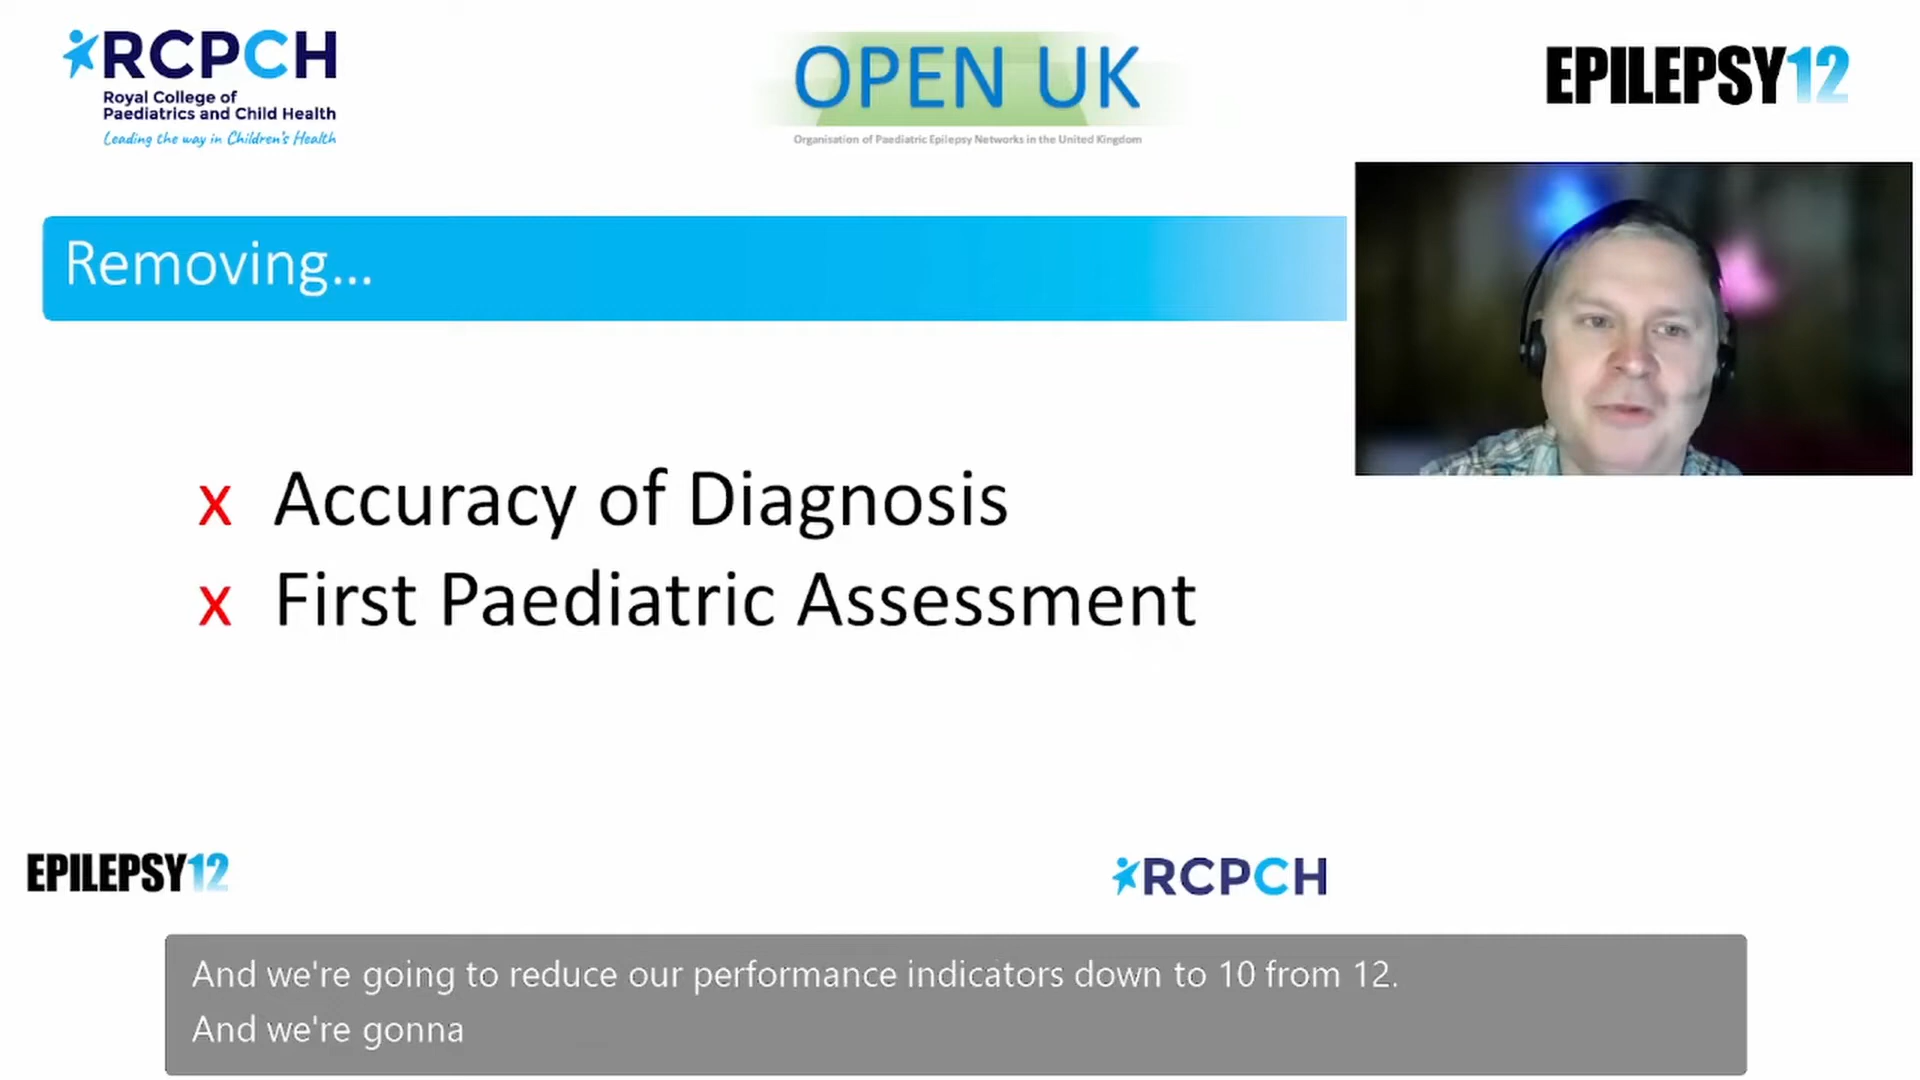 RCPCH
Royal College of
Paediatrics and Child Health
Leading the way in Children's Health
OPEN UK
Organisation of Paediatric Epilepsy Networks in the United Kingdom
EPILEPSY12
Removing...
x Accuracy of Diagnosis
x First Paediatric Assessment
EPILEPSY12
RCPCH
And we're going to reduce our performance indicators down to 10 from 12.
And we're gonna